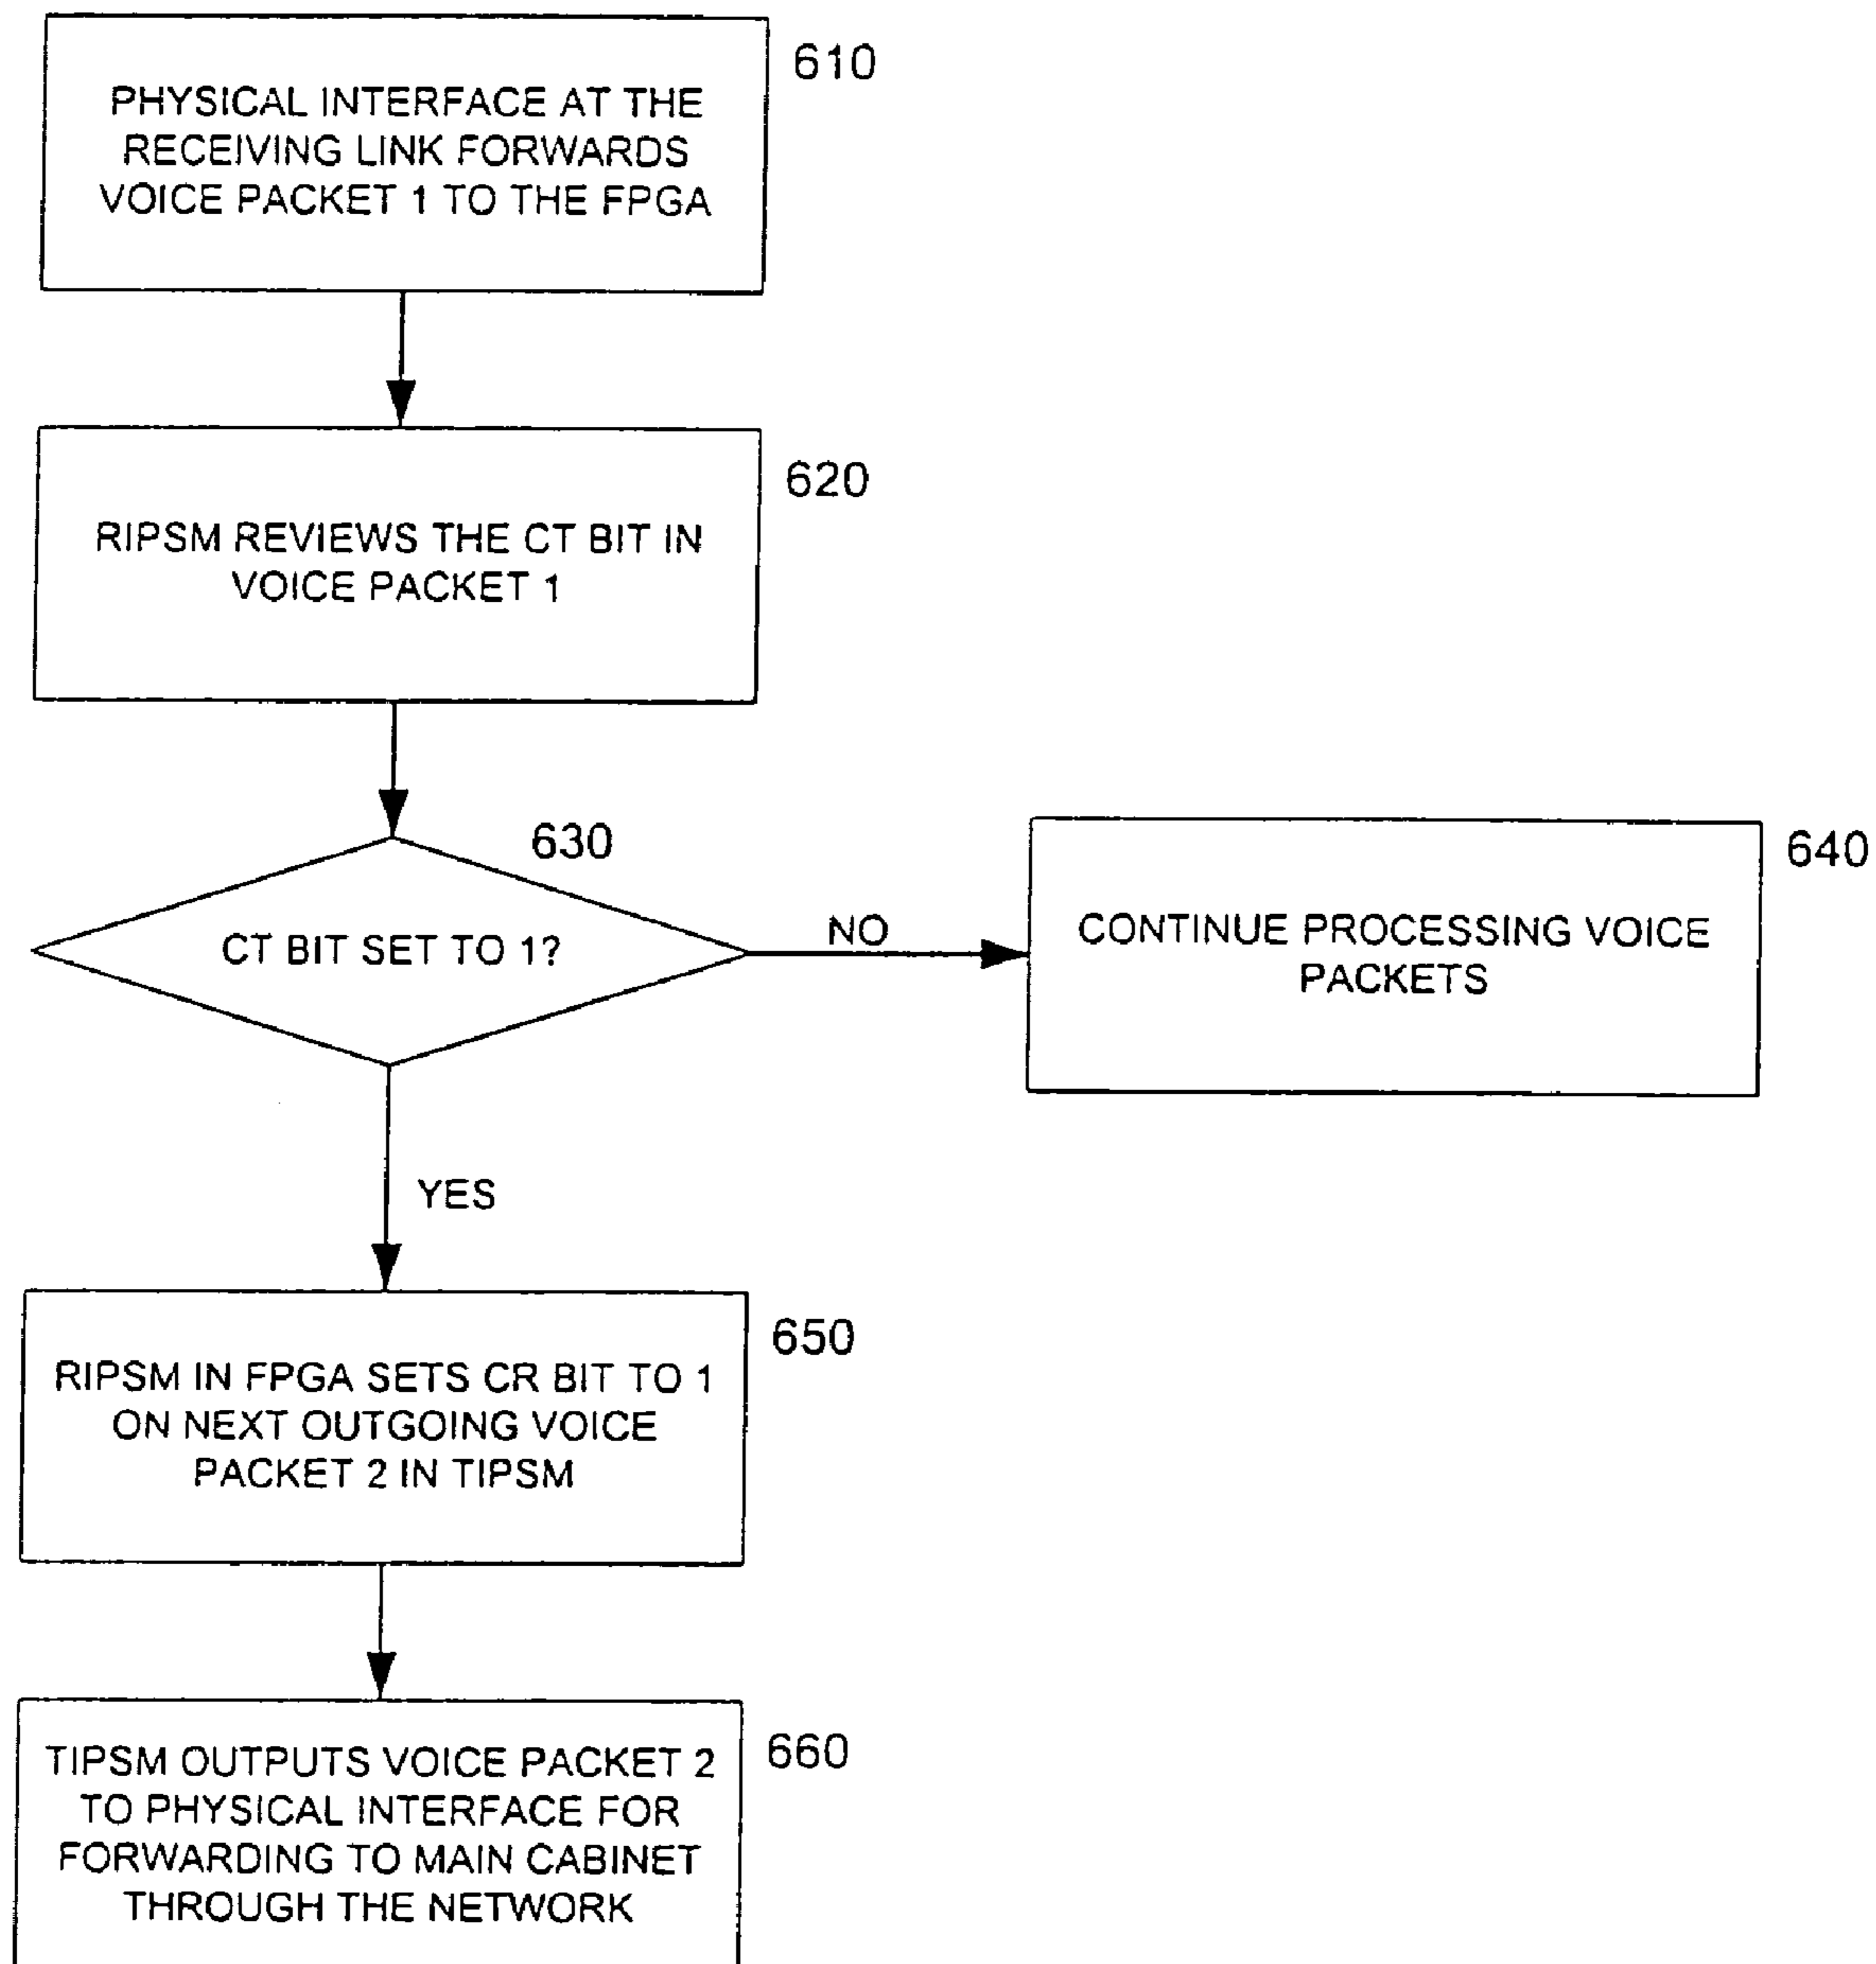 610
PHYSICAL INTERFACE AT THE
RECEIVING LINK FORWARDS
VOICE PACKET 1 TO THE FPGA
620
RIPSM REVIEWS THE CT BIT IN
VOICE PACKET 1
630
CT BIT SET TO 1?
NO
640
CONTINUE PROCESSING VOICE
PACKETS
YES
650
RIPSM IN FPGA SETS CR BIT TO 1
ON NEXT OUTGOING VOICE
PACKET 2 IN TIPSM
660
TIPSM OUTPUTS VOICE PACKET 2
TO PHYSICAL INTERFACE FOR
FORWARDING TO MAIN CABINET
THROUGH THE NETWORK